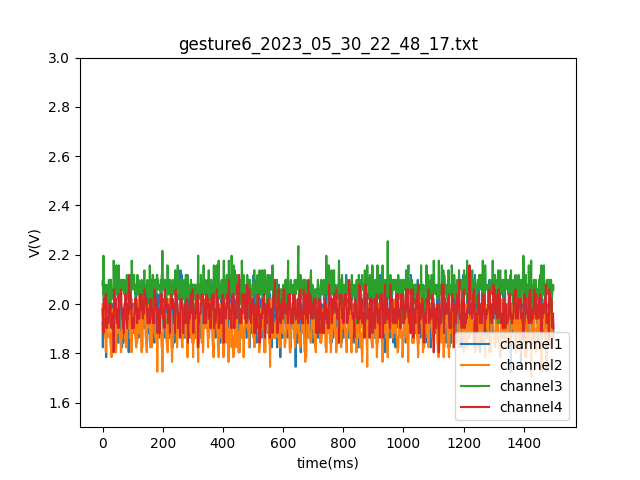 gesture6_2023_05_30_22_48_17.txt
3.0
2.8
2.6
2.4
2.2
2.0
1.8
1.6
V(V)
channel1
channel2
channel3
channel4
0 200 400 600 800 1000 1200 1400
time(ms)